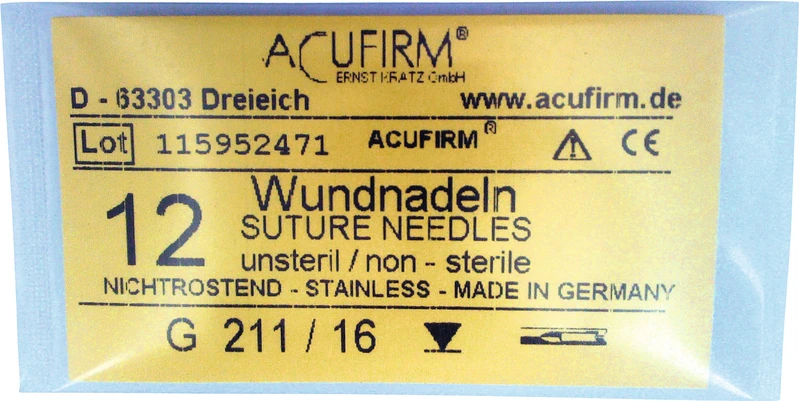 ACUFIRM®
ERNST KRATZ GmbH
D - 63303 Dreieich www.acufirm.de
Lot 115952471 ACUFIRM® CE
12 Wundnadeln
SUTURE NEEDLES
unsteril / non - sterile
NICHTROSTEND - STAINLESS - MADE IN GERMANY
G 211 / 16